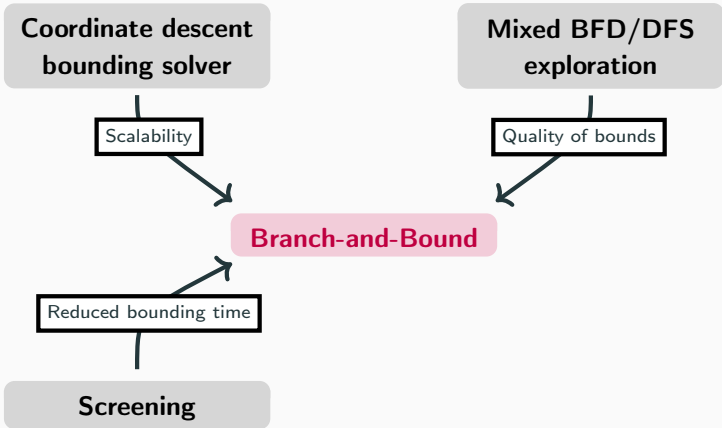 Coordinate descent
bounding solver
Mixed BFD/DFS
exploration
Scalability
Quality of bounds
Branch-and-Bound
Reduced bounding time
Screening